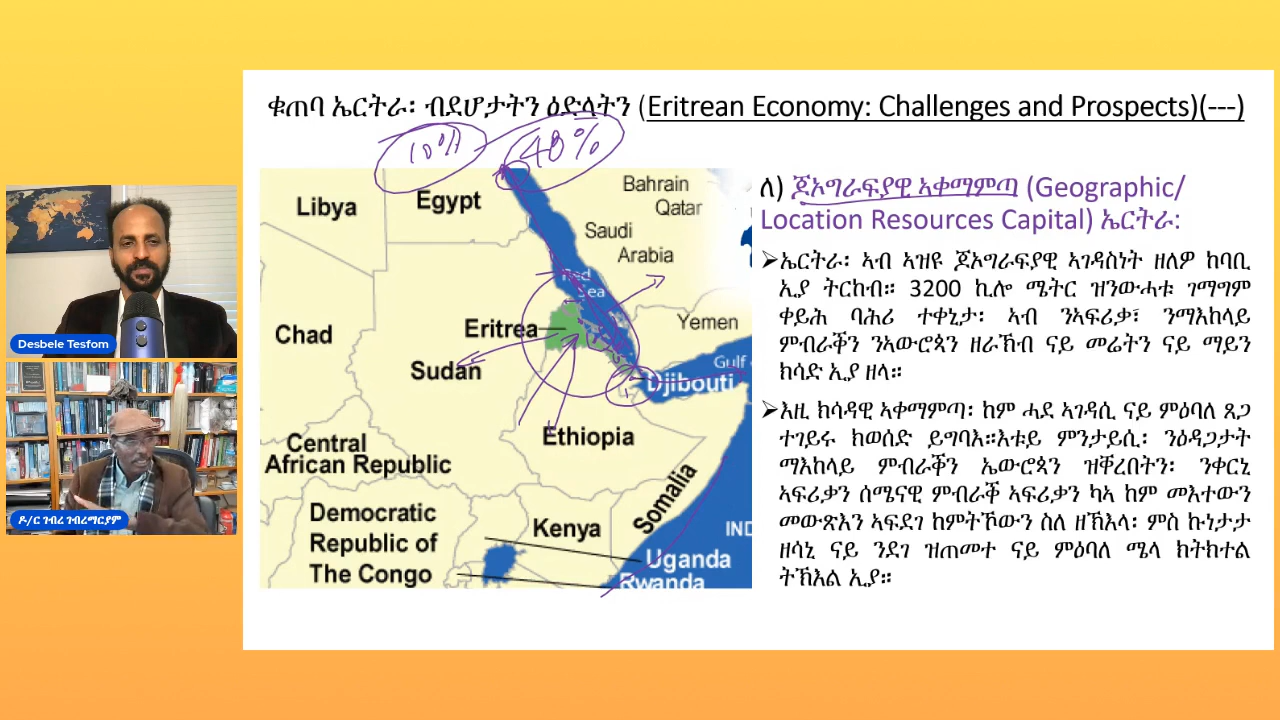 ቁጠባ ኤርትራ፡ ብደሆታትን ዕድላትን (Eritrean Economy: Challenges and Prospects)(---)
10%
40%
Libya
Egypt
Bahrain
Qatar
Saudi
Arabia
Red
Sea
Chad
Eritrea
Yemen
Sudan
Gulf
Djibouti
Ethiopia
Central
African Republic
Somalia
Democratic
Republic of
The Congo
Kenya
IND
Uganda
Rwanda
ለ) ጆኦግራፍያዊ ኣቀማምጣ (Geographic/
Location Resources Capital) ኤርትራ:
➢ኤርትራ፡ ኣብ ኣዝዩ ጆኦግራፍያዊ ኣገዳስነት ዘለዎ ከባቢ
ኢያ ትርከብ። 3200 ኪሎ ሜትር ዝንውሓቱ ገማግም
ቀይሕ ባሕሪ ተቀኒታ፡ ኣብ ንኣፍሪቃ፣ ንማእከላይ
ምብራቕን ንኣውሮጳን ዘራኸብ ናይ መሬትን ናይ ማይን
ክሳድ ኢያ ዘላ።
➢እዚ ክሳዳዊ ኣቀማምጣ፡ ከም ሓደ ኣገዳሲ ናይ ምዕባለ ጸጋ
ተገይሩ ክወሰድ ይግባእ።እቱይ ምንታይሲ፡ ንዕዳጋታት
ማእከላይ ምብራቕን ኤውሮጳን ዝቐረበትን፡ ንቀርኒ
ኣፍሪቃን ሰሜናዊ ምብራቕ ኣፍሪቃን ካኣ ከም መእተውን
መውጽእን ኣፍደገ ከምትኾውን ስለ ዘኽእላ፡ ምስ ኩነታታ
ዘሳኒ ናይ ንደገ ዝጠመተ ናይ ምዕባለ ሜላ ክትክተል
ትኽእል ኢያ።
Desbele Tesfom
ዶ/ር ገብረ ገብረማርያም